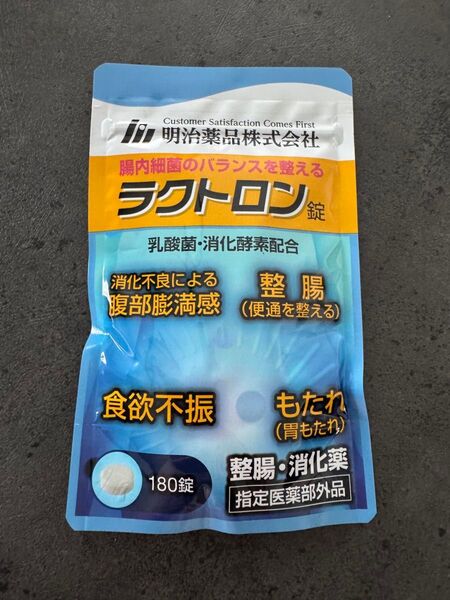 Customer Satisfaction Comes First
明治薬品株式会社
腸内細菌のバランスを整える
ラクトロン錠
乳酸菌・消化酵素配合
消化不良による
腹部膨満感
整腸
(便通を整える)
食欲不振
もたれ
(胃もたれ)
整腸・消化薬
指定医薬部外品
180錠